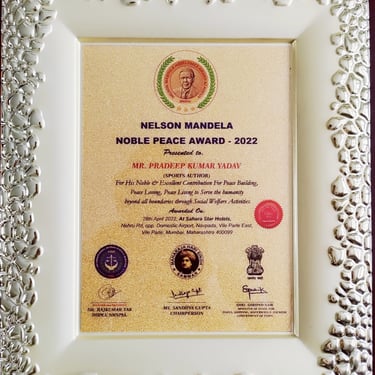 NELSON MANDELA
NOBLE PEACE AWARD - 2022
Presented to.
MR. PRADEEP KUMAR YADAV
(SPORTS AUTHOR)
For His Noble & Excellent Contribution For Peace Building,
Peace Loving, Peace Living to Serve the humanity
beyond all boundaries through Social Welfare Activities
Awarded On:
28th April 2022, At Sahara Star Hotels,
Nehru Rd, opp. Domestic Airport, Navpada, Vile Parle East,
Vile Parle, Mumbai, Maharashtra 400099
DR. RAJKUMAR TAK
MS. SANDHYA GUPTA
CHAIRPERSON